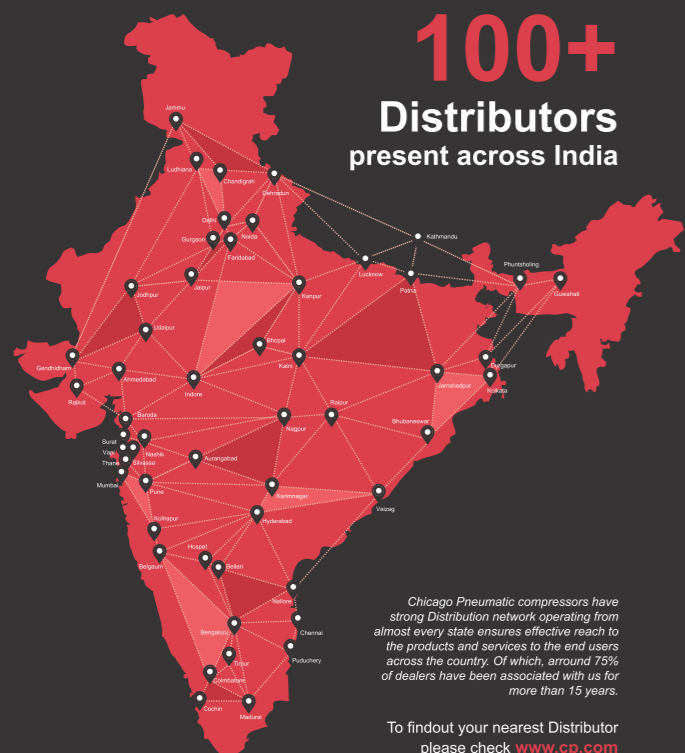 100+
Distributors
present across India
Jammu
Ludhiana
Chandigrah
Dehradun
Delhi
Noida
Gurgaon
Faridabad
Kathmandu
Lucknow
Patna
Phuntsholing
Guwahati
Jaipur
Jodhpur
Kanpur
Udaipur
Bhopal
Katni
Gandhidham
Ahmedabad
Indore
Rajkot
Jamshedpur
Durgapur
Kolkata
Baroda
Nagpur
Raipur
Bhubaneswar
Surat
Vapi
Nashik
Silvassa
Thane
Aurangabad
Mumbai
Pune
Karimnagar
Vaizag
Kolhapur
Hyderabad
Hospet
Belgaum
Bellari
Nellore
Bengaluru
Chennai
Tirpur
Puduchery
Coimbatore
Cochin
Madurai
Chicago Pneumatic compressors have
strong Distribution network operating from
almost every state ensures effective reach to
the products and services to the end users
across the country. Of which, arround 75%
of dealers have been associated with us for
more than 15 years.
To findout your nearest Distributor
please check www.cp.com